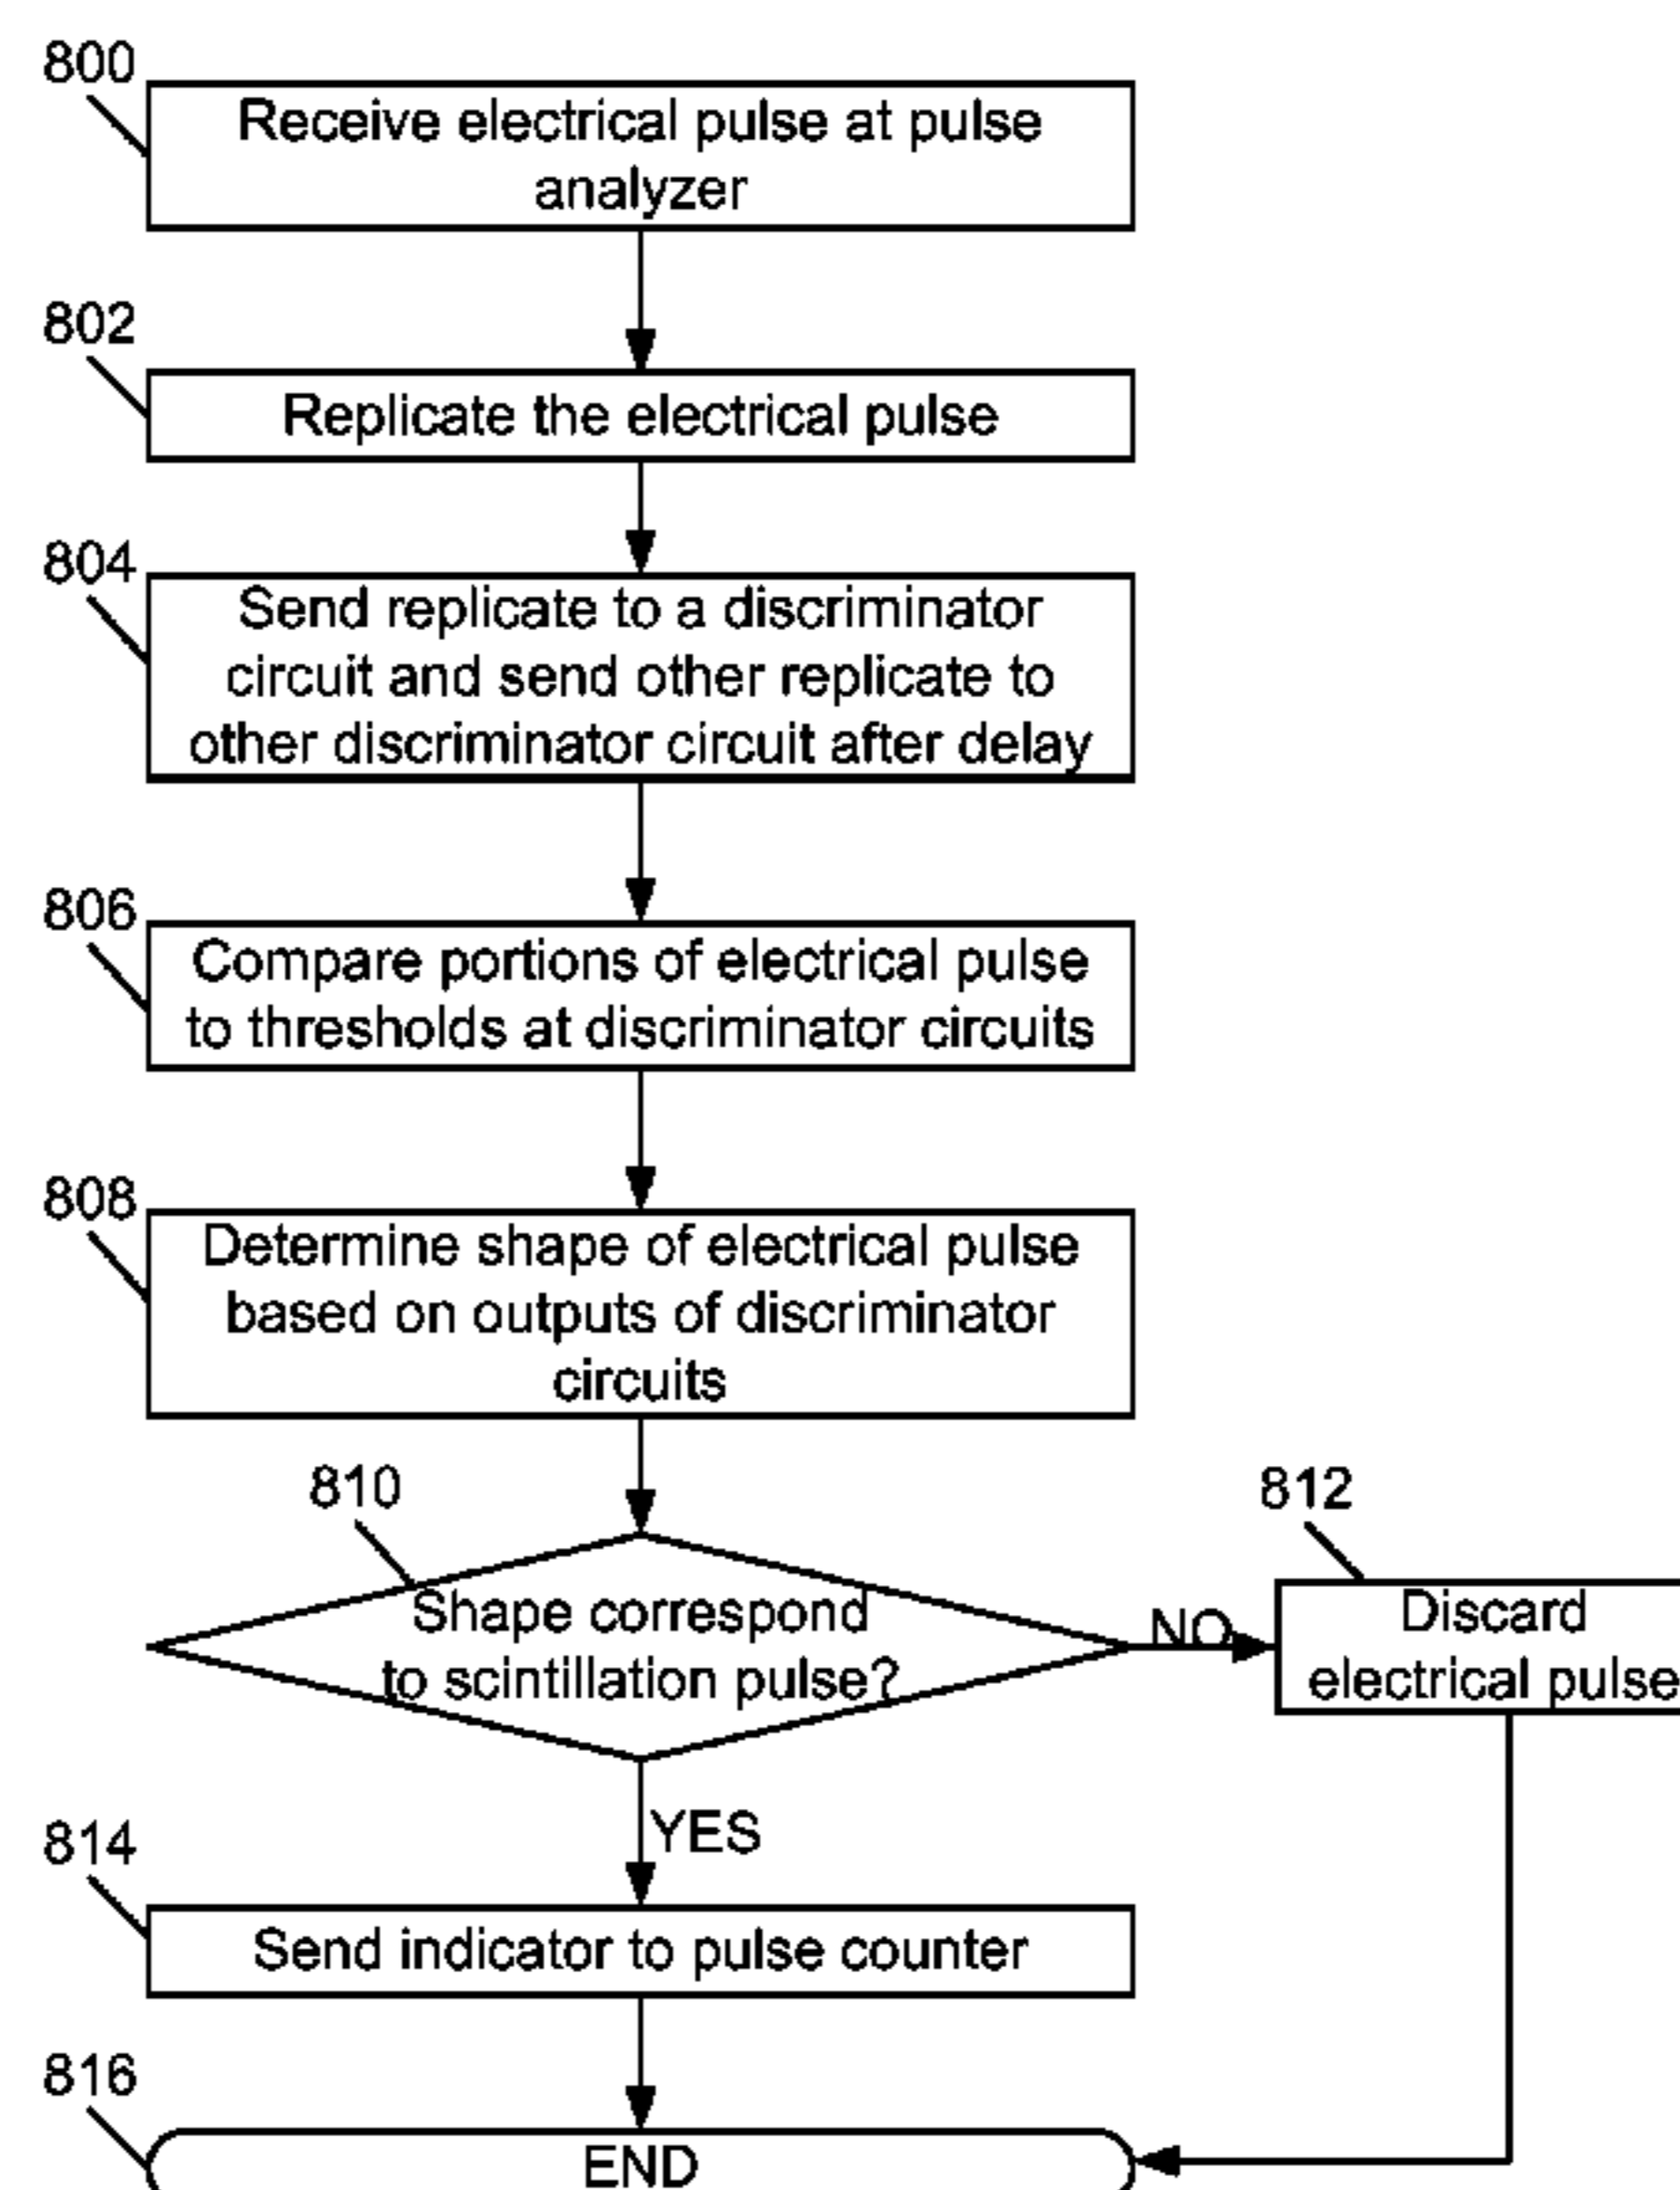 800
Receive electrical pulse at pulse
analyzer
802
Replicate the electrical pulse
804
Send replicate to a discriminator
circuit and send other replicate to
other discriminator circuit after delay
806
Compare portions of electrical pulse
to thresholds at discriminator circuits
808
Determine shape of electrical pulse
based on outputs of discriminator
circuits
810
Shape correspond
to scintillation pulse?
NO
812
Discard
electrical pulse
YES
814
Send indicator to pulse counter
816
END